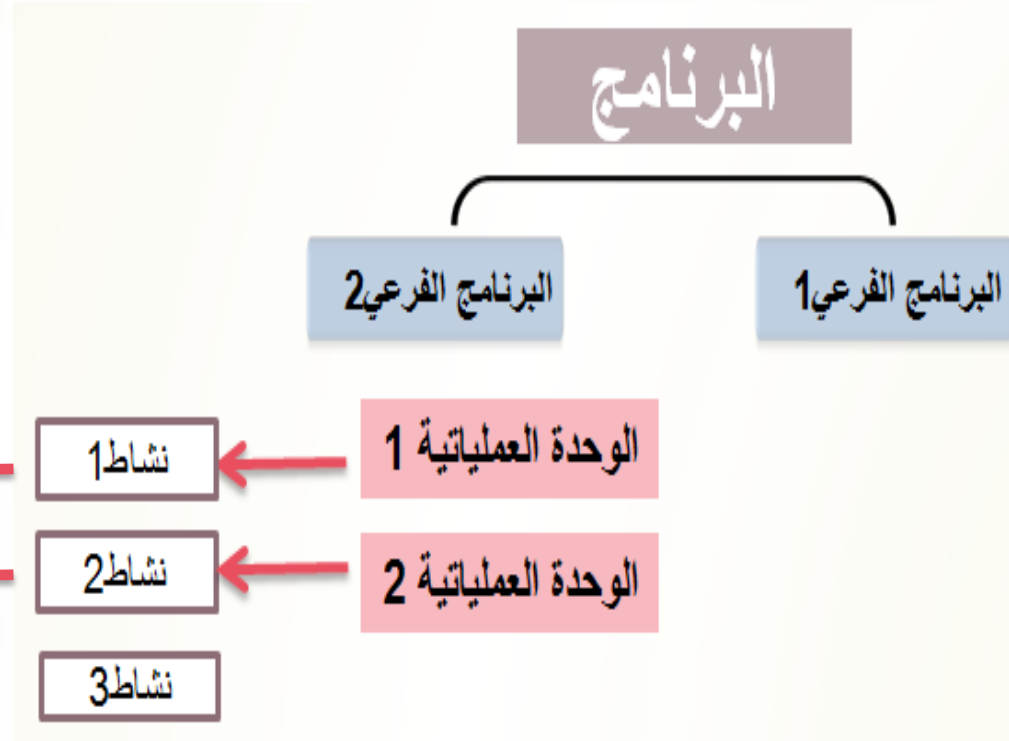 البرنامج
البرنامج الفرعي1
البرنامج الفرعي2
الوحدة العملياتية 1
نشاط1
الوحدة العملياتية 2
نشاط2
نشاط3